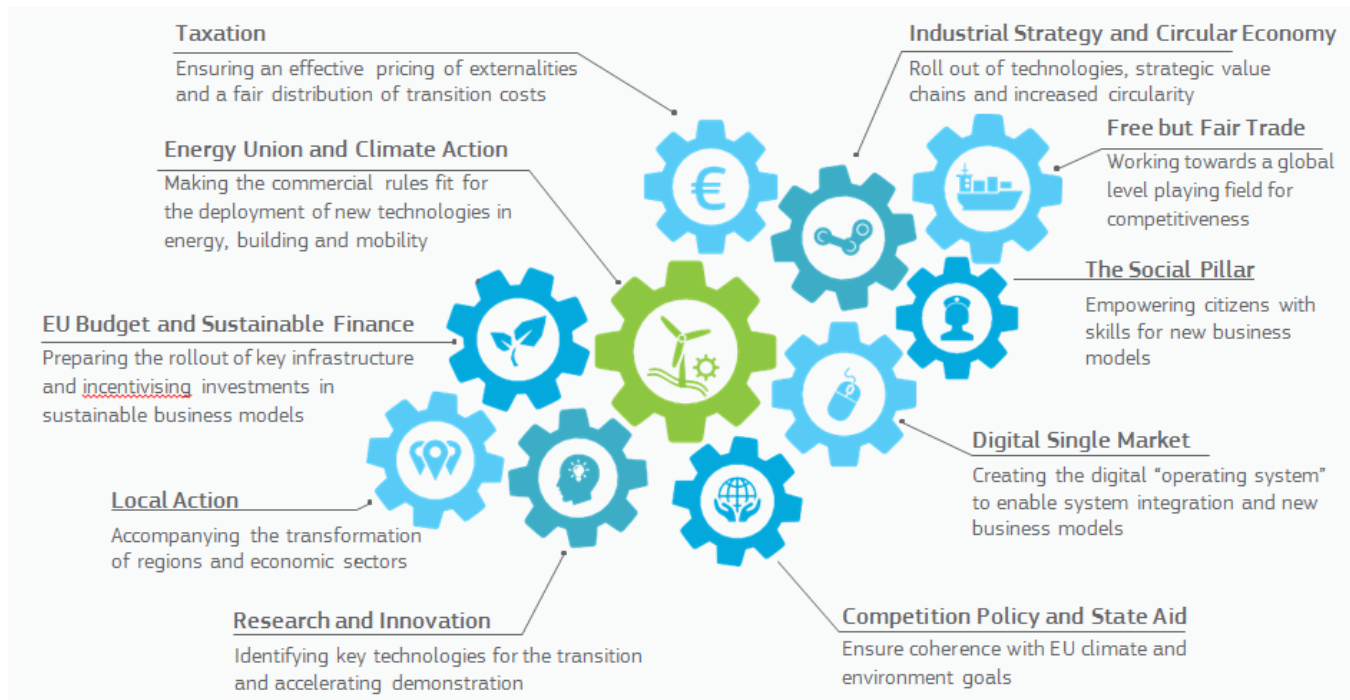 Taxation
Ensuring an effective pricing of externalities
and a fair distribution of transition costs
Industrial Strategy and Circular Economy
Roll out of technologies, strategic value
chains and increased circularity
Free but Fair Trade
Working towards a global
level playing field for
competitiveness
Energy Union and Climate Action
Making the commercial rules fit for
the deployment of new technologies in
energy, building and mobility
€
The Social Pillar
Empowering citizens with
skills for new business
models
EU Budget and Sustainable Finance
Preparing the rollout of key infrastructure
and incentivising investments in
sustainable business models
Digital Single Market
Creating the digital “operating system”
to enable system integration and new
business models
Local Action
Accompanying the transformation
of regions and economic sectors
Research and Innovation
Identifying key technologies for the transition
and accelerating demonstration
Competition Policy and State Aid
Ensure coherence with EU climate and
environment goals